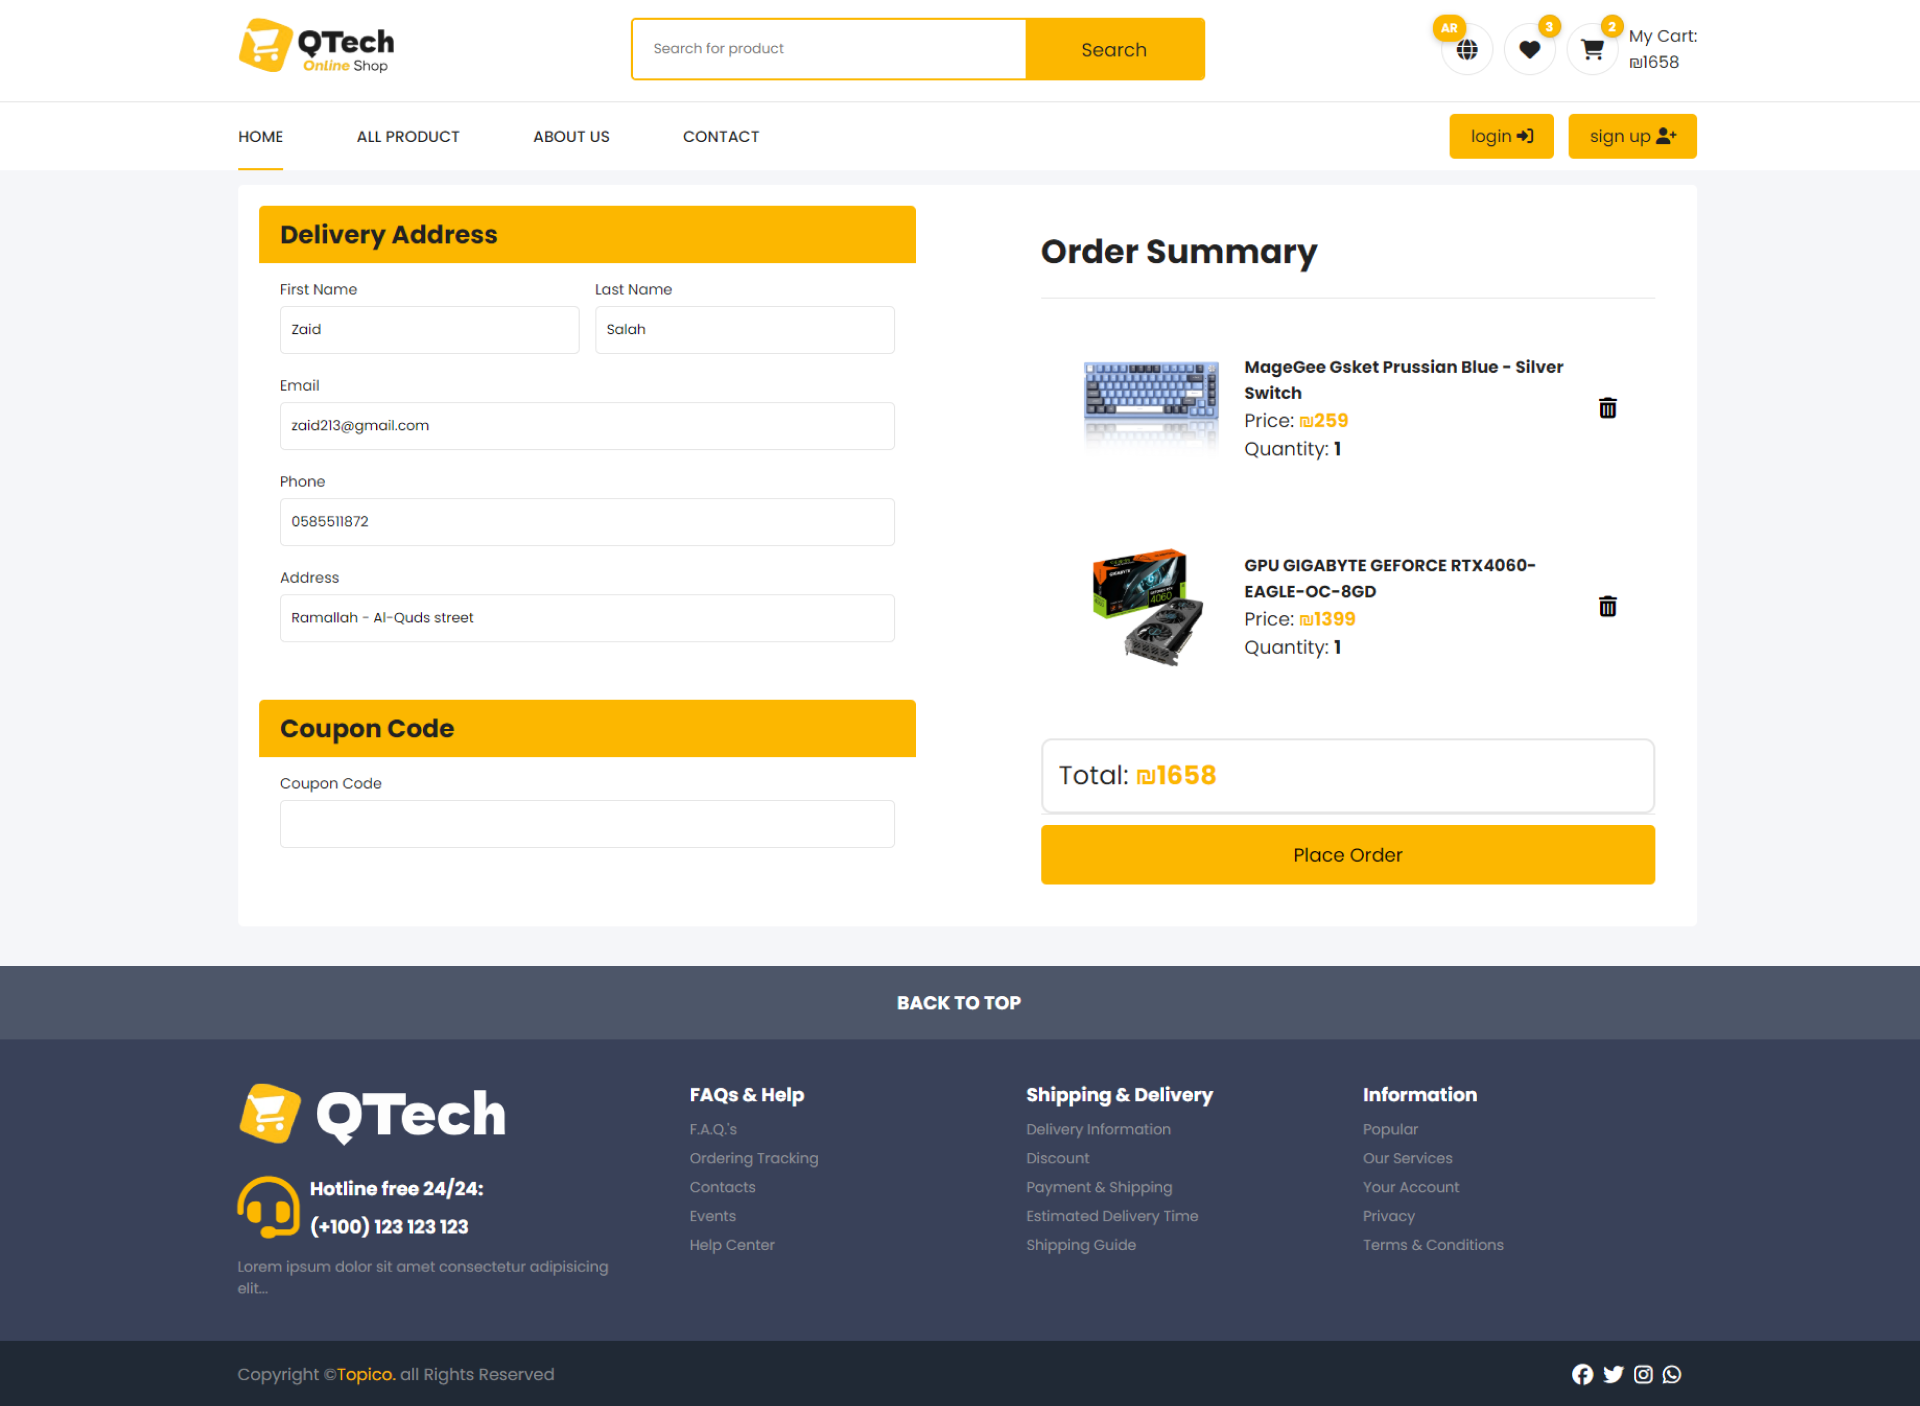 QTech
Online Shop
Search for product
Search
AR
3
2
My Cart:
₪1658
HOME
ALL PRODUCT
ABOUT US
CONTACT
login
sign up
Delivery Address
First Name
Last Name
Zaid
Salah
Email
zaid213@gmail.com
Phone
0585511872
Address
Ramallah - Al-Quds street
Coupon Code
Coupon Code
Order Summary
MageGee Gsket Prussian Blue - Silver
Switch
Price: ₪259
Quantity: 1
4060
GPU GIGABYTE GEFORCE RTX4060-
EAGLE-OC-8GD
Price: ₪1399
Quantity: 1
Total: ₪1658
Place Order
BACK TO TOP
QTech
Hotline free 24/24:
(+100) 123 123 123
Lorem ipsum dolor sit amet consectetur adipisicing
elit...
FAQs & Help
F.A.Q.'s
Ordering Tracking
Contacts
Events
Help Center
Shipping & Delivery
Delivery Information
Discount
Payment & Shipping
Estimated Delivery Time
Shipping Guide
Information
Popular
Our Services
Your Account
Privacy
Terms & Conditions
Copyright ©Topico. all Rights Reserved